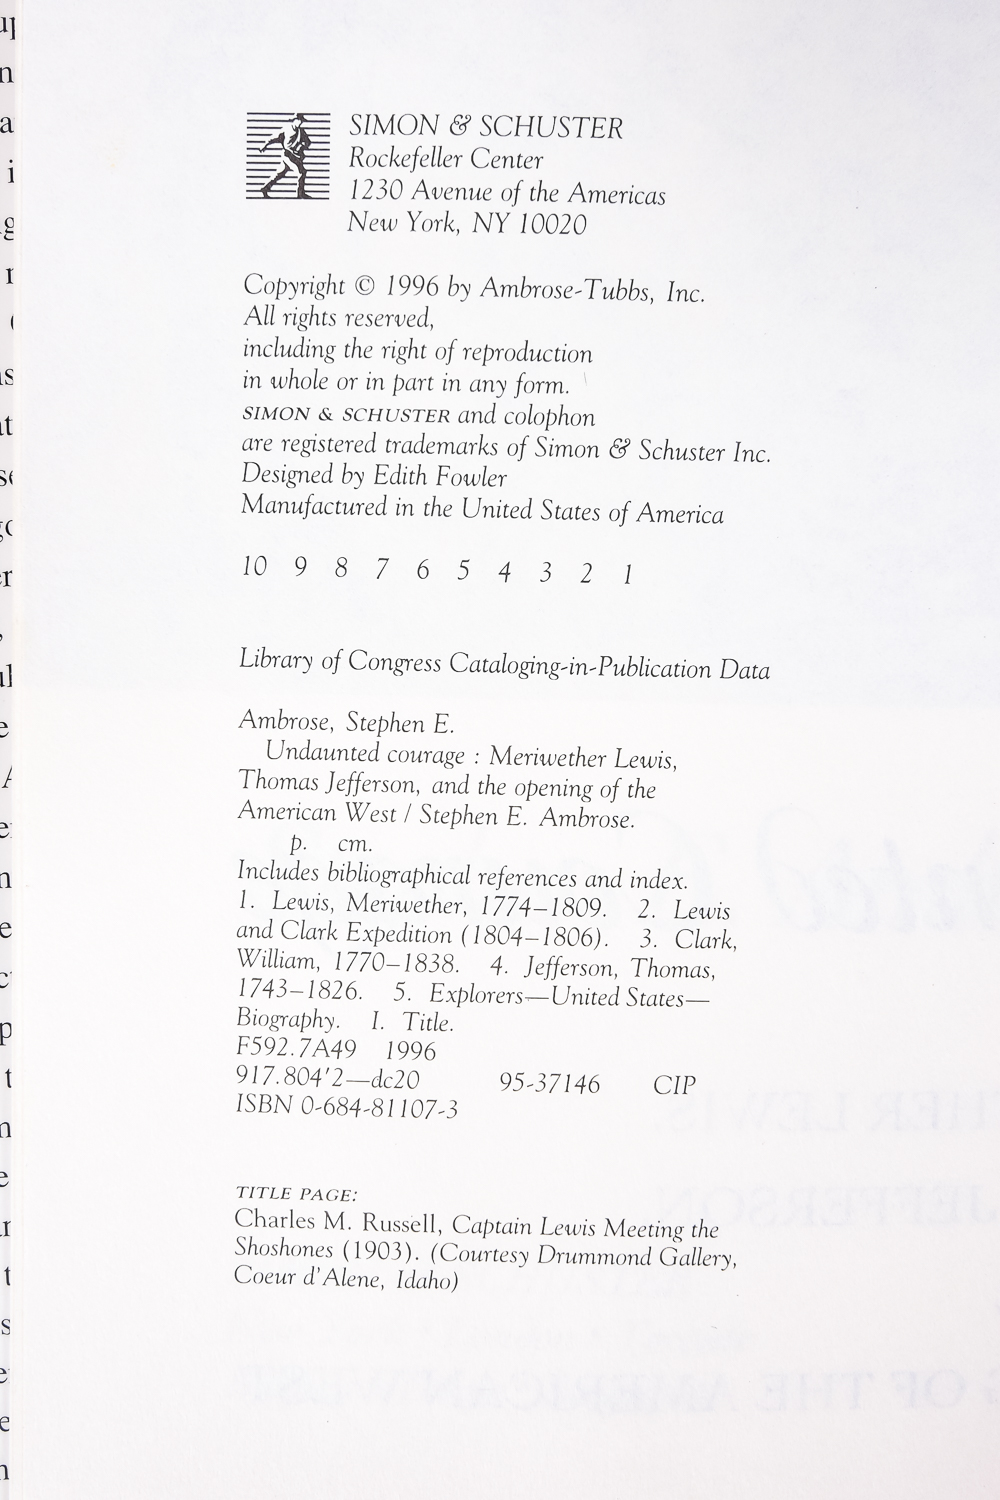 SIMON & SCHUSTER
Rockefeller Center
1230 Avenue of the Americas
New York, NY 10020
Copyright © 1996 by Ambrose-Tubbs, Inc.
All rights reserved,
including the right of reproduction
in whole or in part in any form.
SIMON & SCHUSTER and colophon
are registered trademarks of Simon & Schuster Inc.
Designed by Edith Fowler
Manufactured in the United States of America
10 9 8 7 6 5 4 3 2 1
Library of Congress Cataloging-in-Publication Data
Ambrose, Stephen E.
Undaunted courage : Meriwether Lewis,
Thomas Jefferson, and the opening of the
American West / Stephen E. Ambrose.
p. cm.
Includes bibliographical references and index.
1. Lewis, Meriwether, 1774–1809. 2. Lewis
and Clark Expedition (1804–1806). 3. Clark,
William, 1770–1838. 4. Jefferson, Thomas,
1743–1826. 5. Explorers—United States—
Biography. I. Title.
F592.7A49 1996
917.804'2—dc20 95-37146 CIP
ISBN 0-684-81107-3
TITLE PAGE:
Charles M. Russell, Captain Lewis Meeting the
Shoshones (1903). (Courtesy Drummond Gallery,
Coeur d'Alene, Idaho)